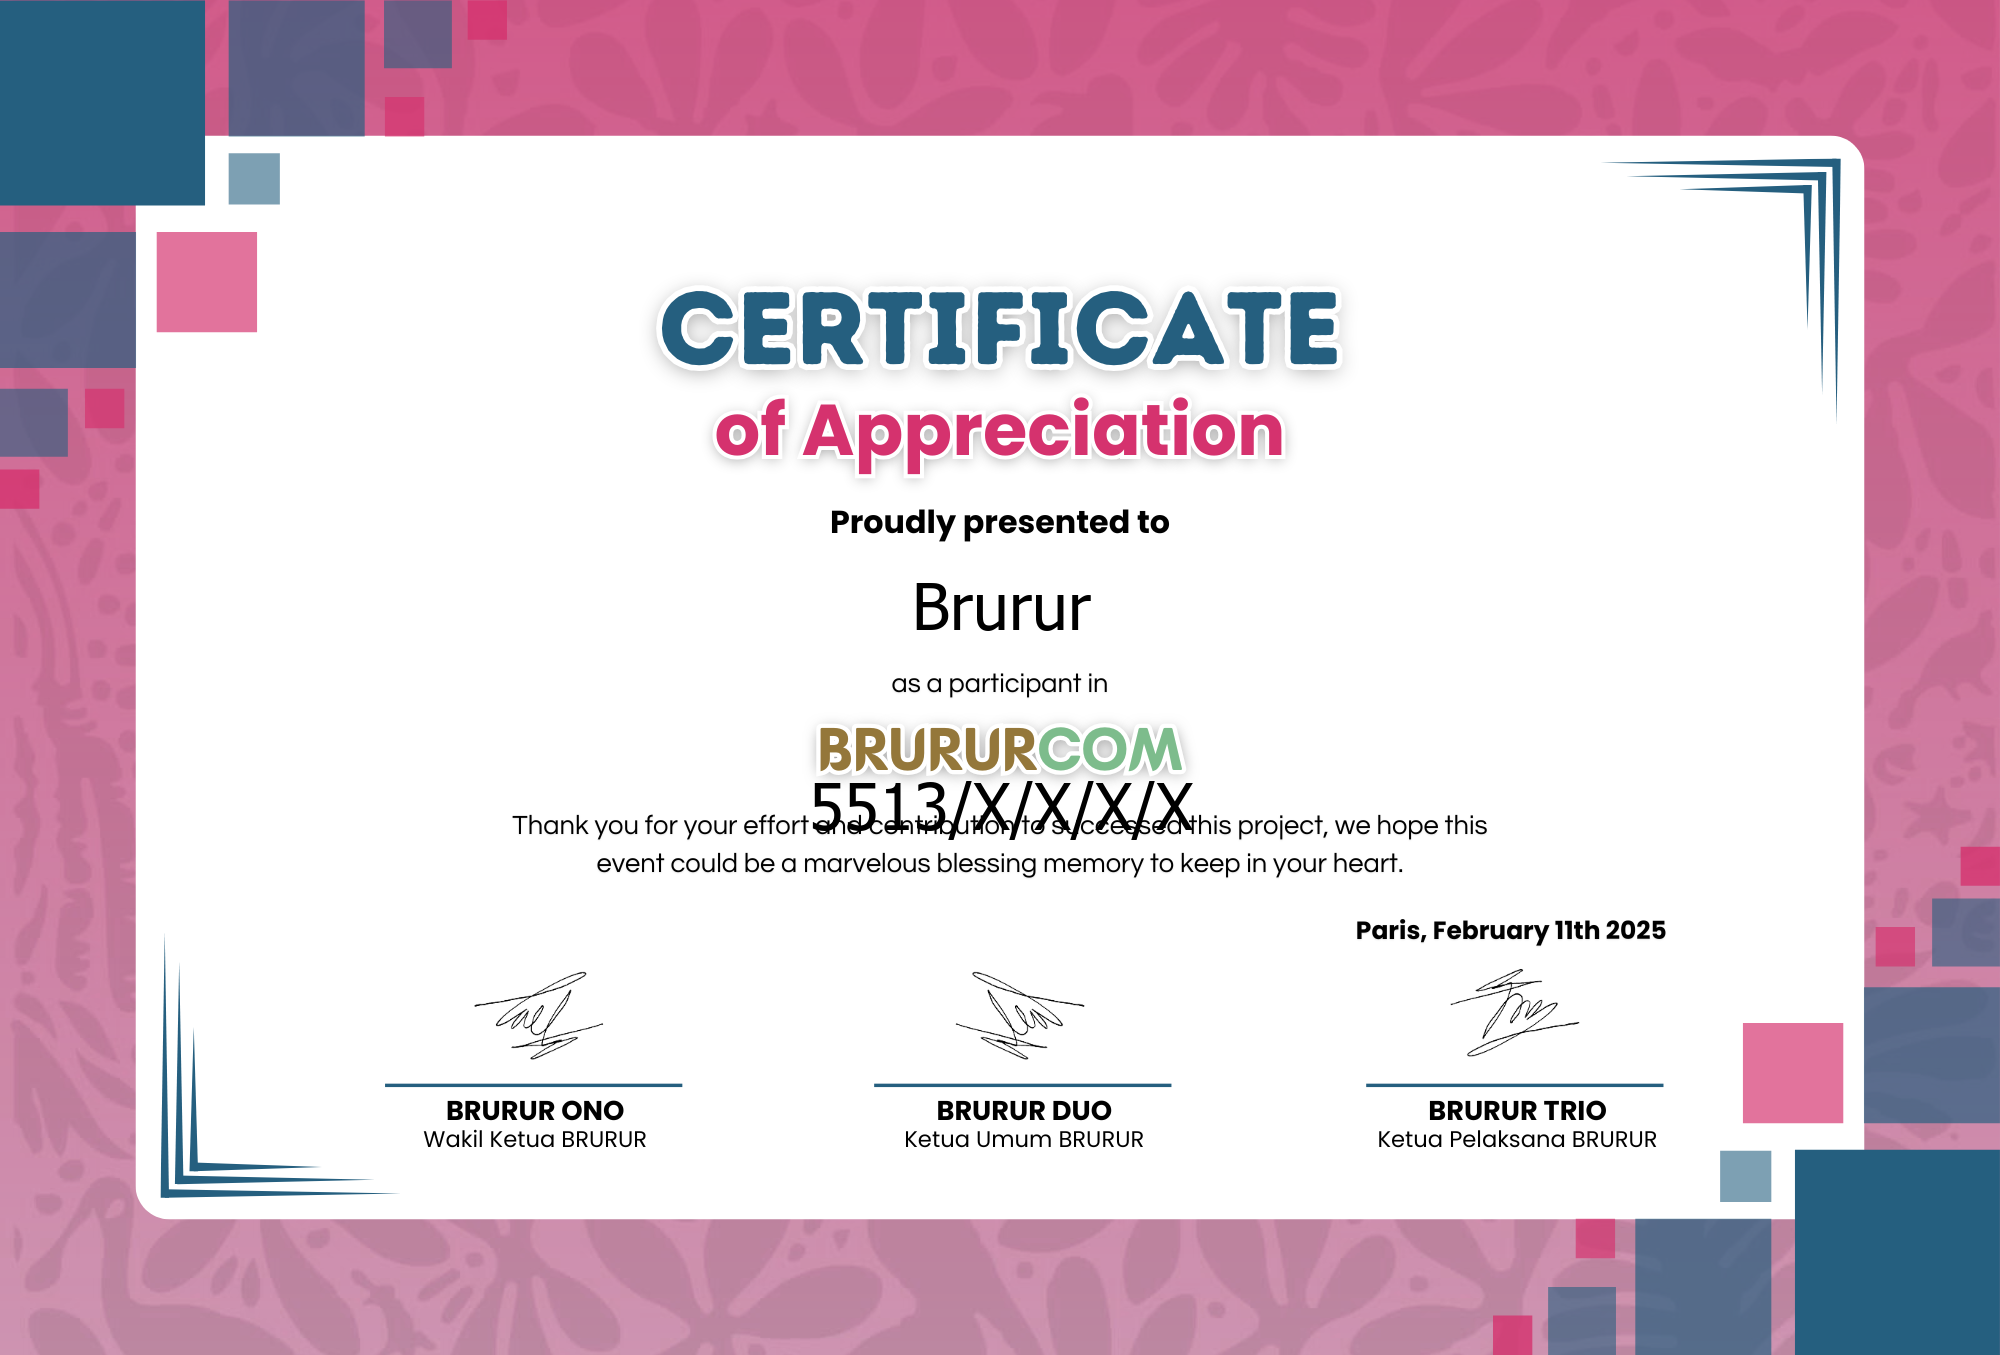 CERTIFICATE
of Appreciation
Proudly presented to
Brurur
as a participant in
BRURURCOM
5513/X/X/X/X
Thank you for your effort and contribution to successed this project, we hope this
event could be a marvelous blessing memory to keep in your heart.
Paris, February 11th 2025
BRURUR ONO
Wakil Ketua BRURUR
BRURUR DUO
Ketua Umum BRURUR
BRURUR TRIO
Ketua Pelaksana BRURUR